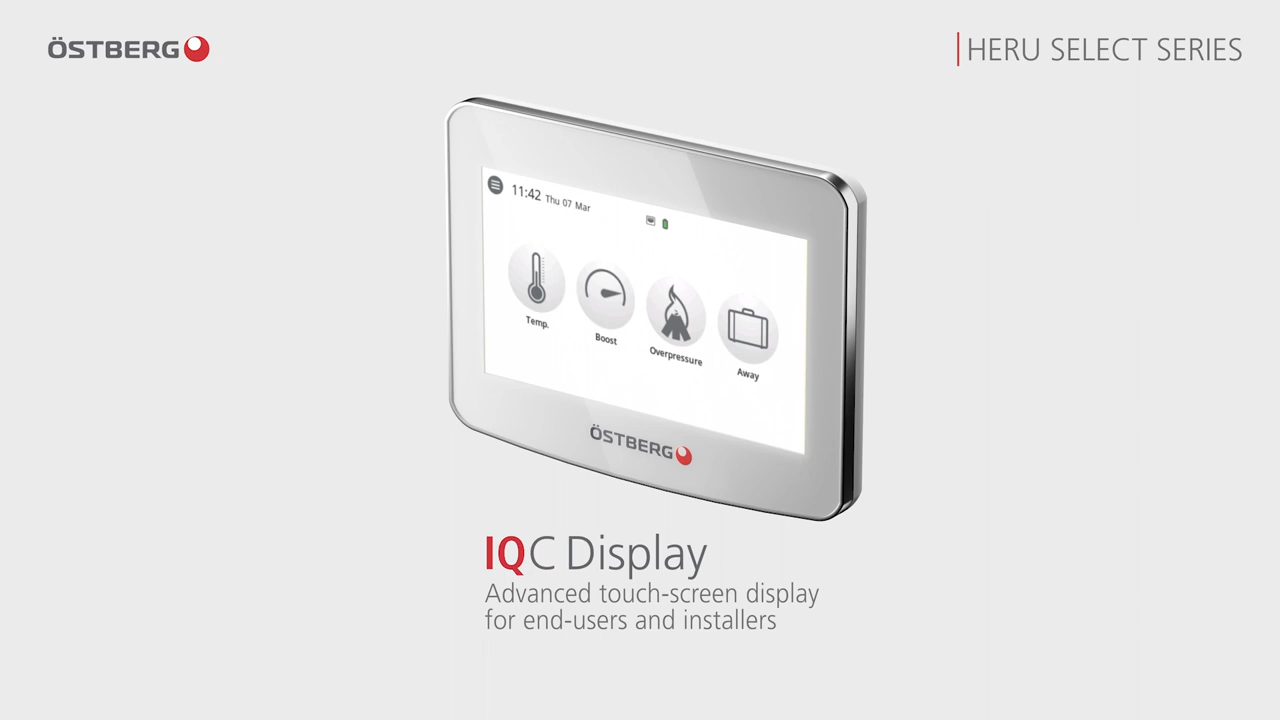 ÖSTBERG
HERU SELECT SERIES
11:42 Thu 07 Mar
Temp.
Boost
Overpressure
Away
ÖSTBERG
IQC Display
Advanced touch-screen display
for end-users and installers